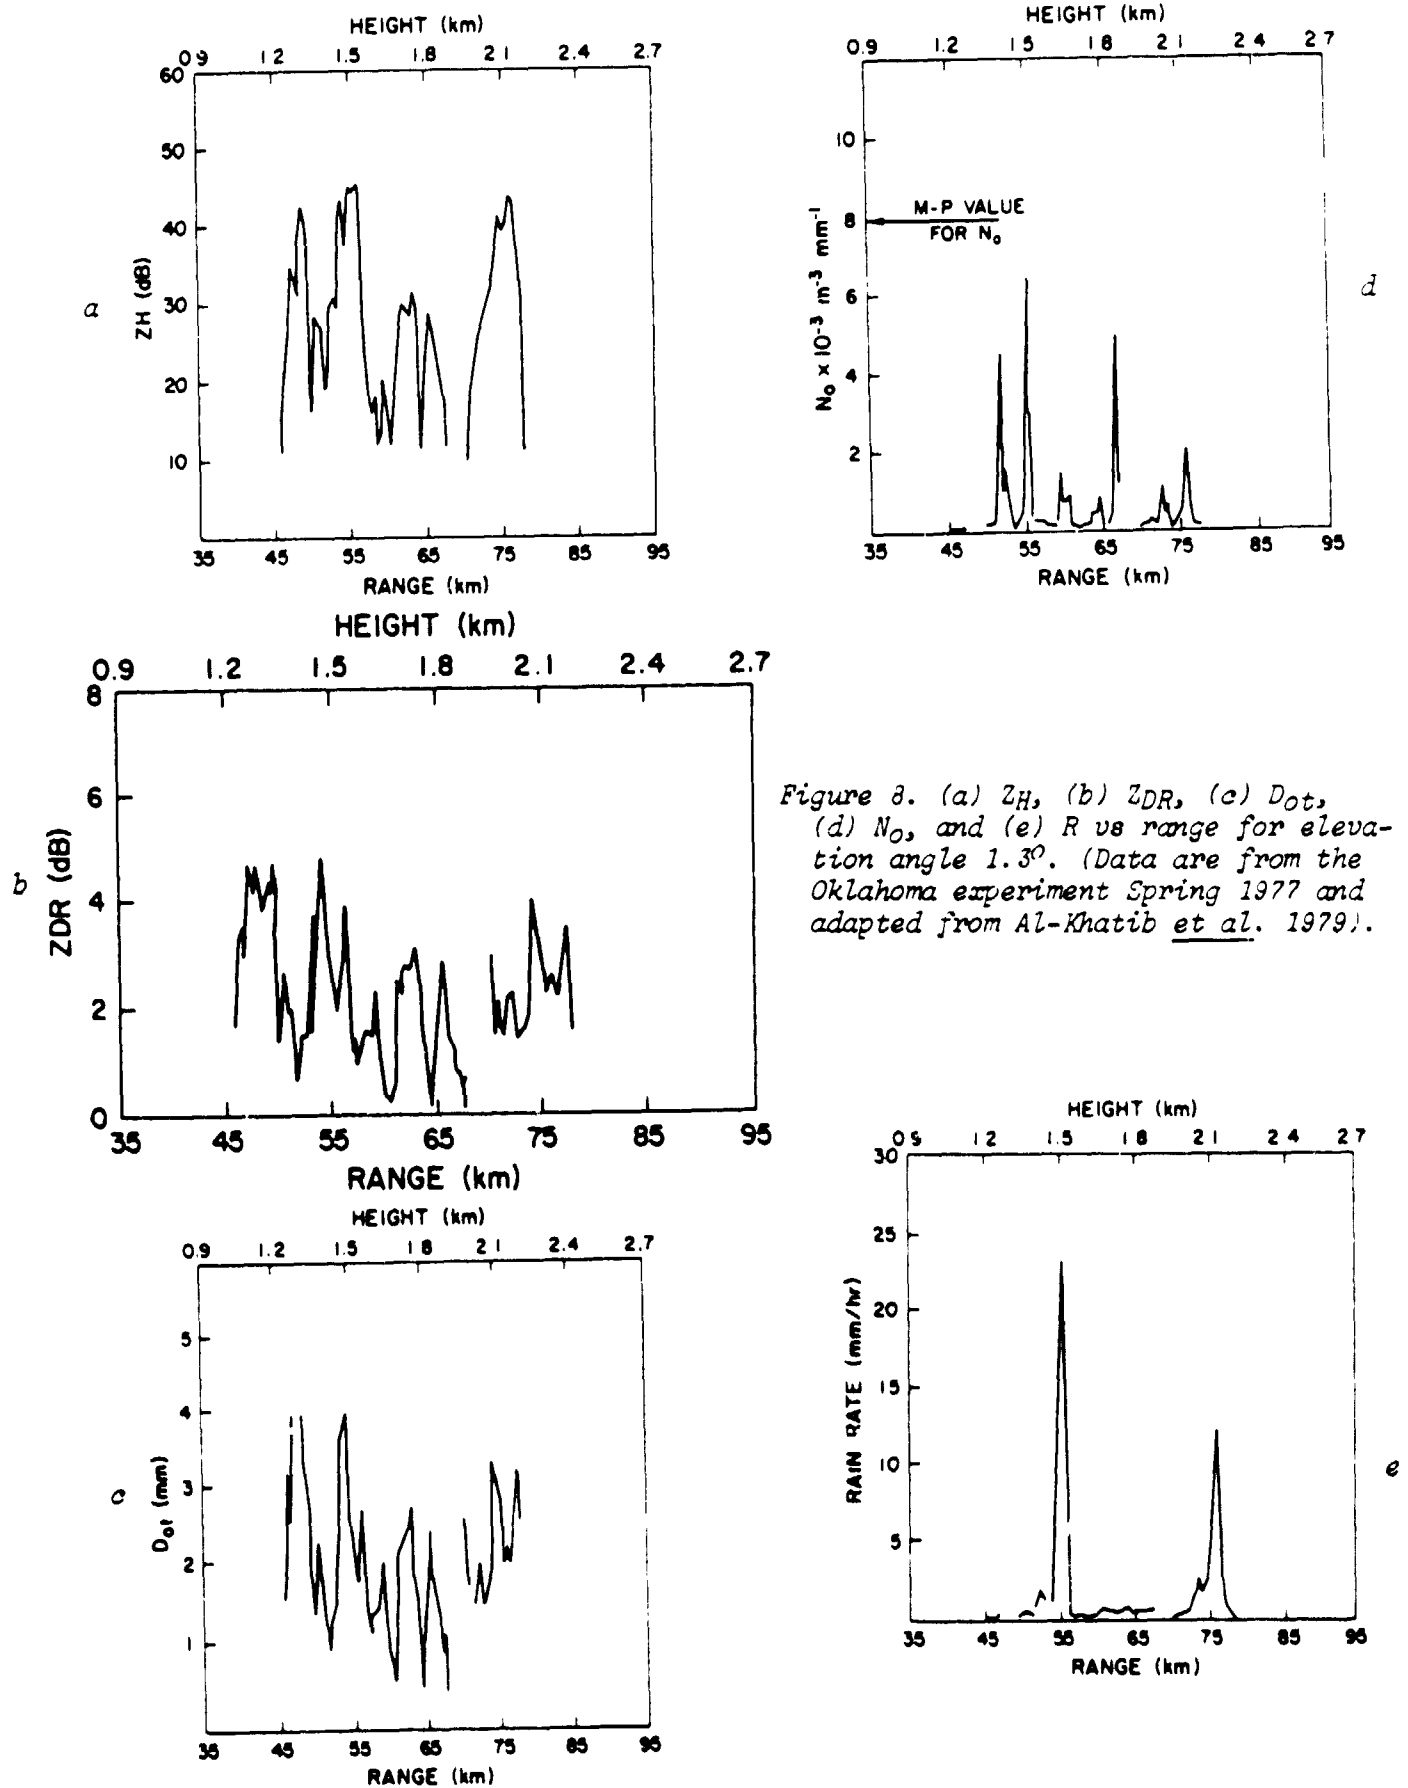 HEIGHT (km)
0.9 1.2 1.5 1.8 2.1 2.4 2.7
60
50
40
30
20
10
ZH (dB)
a
35 45 55 65 75 85 95
RANGE (km)
HEIGHT (km)
0.9 1.2 1.5 1.8 2.1 2.4 2.7
10
8
6
4
2
M-P VALUE
FOR N₀
N₀ x 10⁻³ m⁻³ mm⁻¹
d
35 45 55 65 75 85 95
RANGE (km)
HEIGHT (km)
0.9 1.2 1.5 1.8 2.1 2.4 2.7
8
6
4
2
0
ZDR (dB)
b
35 45 55 65 75 85 95
RANGE (km)
Figure 8. (a) Z_H, (b) Z_DR, (c) D_ot,
(d) N_o, and (e) R vs range for eleva-
tion angle 1.3°. (Data are from the
Oklahoma experiment Spring 1977 and
adapted from Al-Khatib et al. 1979).
HEIGHT (km)
0.9 1.2 1.5 1.8 2.1 2.4 2.7
5
4
3
2
1
D_ot (mm)
c
35 45 55 65 75 85 95
RANGE (km)
HEIGHT (km)
0.9 1.2 1.5 1.8 2.1 2.4 2.7
30
25
20
15
10
5
RAIN RATE (mm/hr)
e
35 45 55 65 75 85 95
RANGE (km)